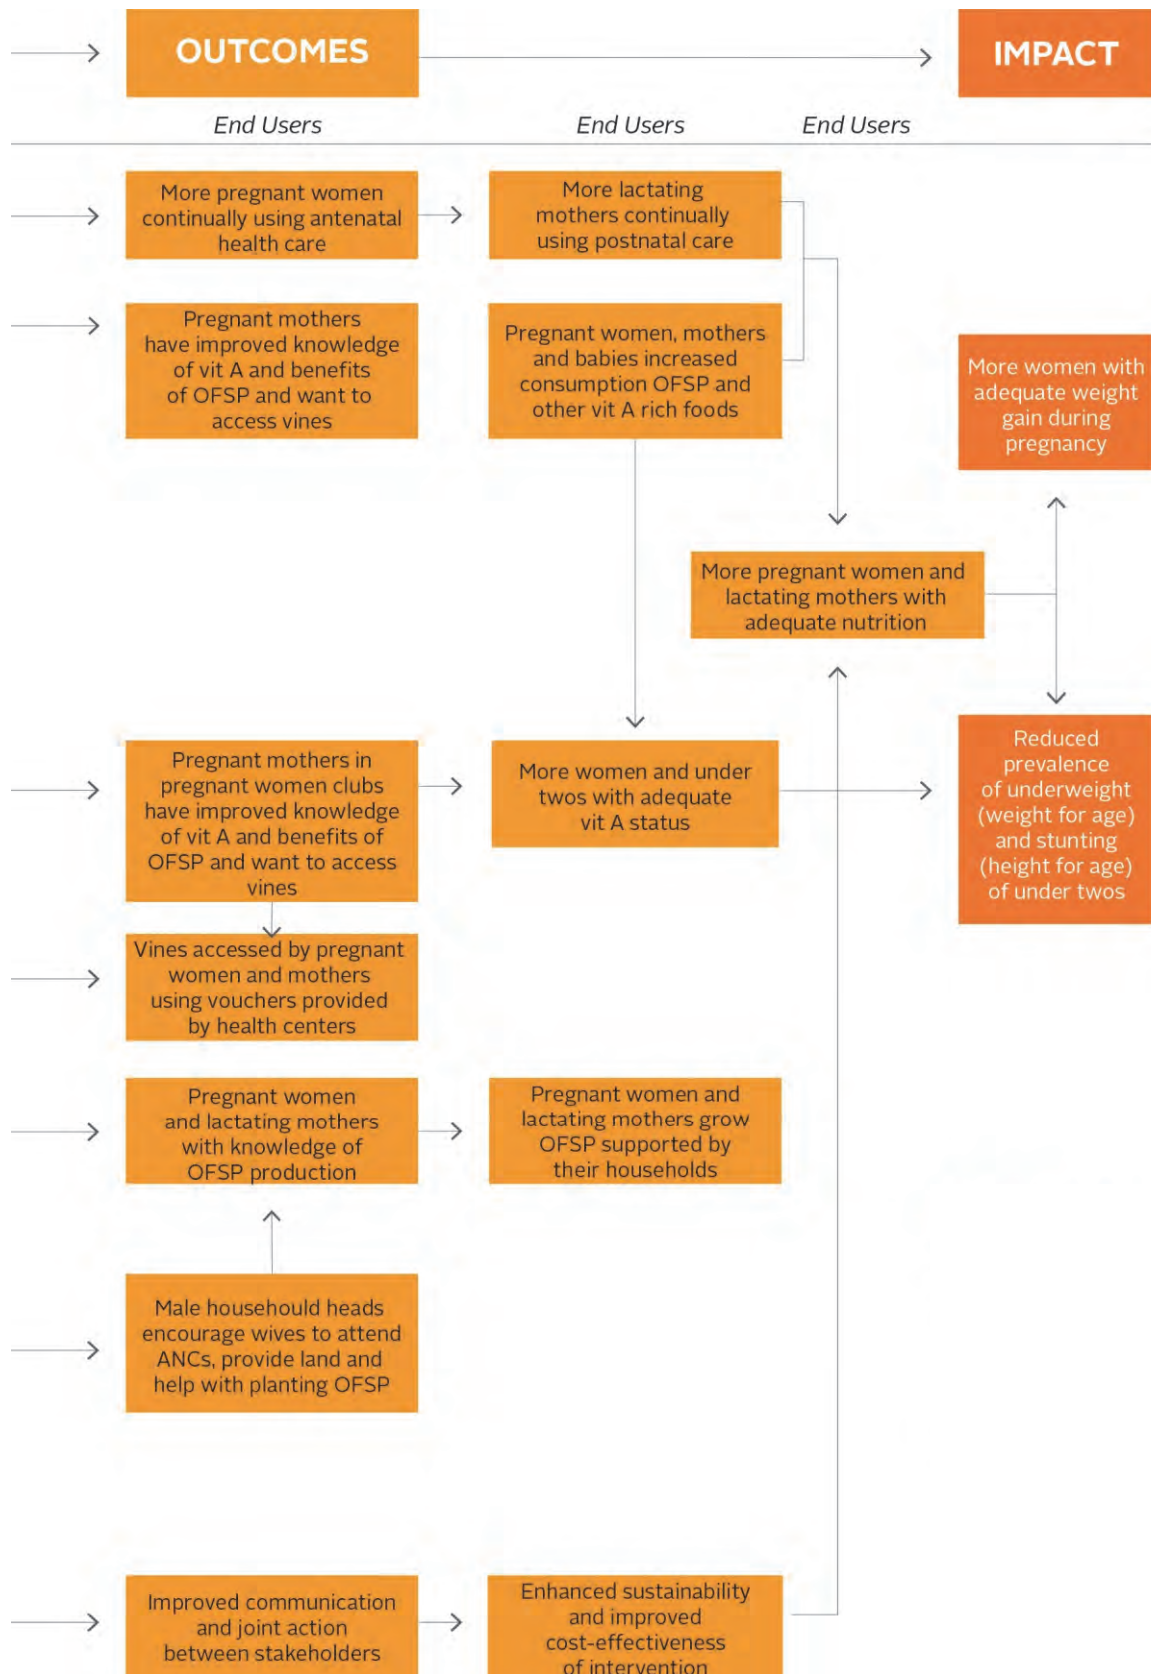 OUTCOMES
IMPACT
End Users
End Users
End Users
More pregnant women
continually using antenatal
health care
More lactating
mothers continually
using postnatal care
Pregnant mothers
have improved knowledge
of vit A and benefits
of OFSP and want to
access vines
Pregnant women, mothers
and babies increased
consumption OFSP and
other vit A rich foods
More women with
adequate weight
gain during
pregnancy
More pregnant women and
lactating mothers with
adequate nutrition
Pregnant mothers in
pregnant women clubs
have improved knowledge
of vit A and benefits of
OFSP and want to access
vines
More women and under
twos with adequate
vit A status
Reduced
prevalence
of underweight
(weight for age)
and stunting
(height for age)
of under twos
Vines accessed by pregnant
women and mothers
using vouchers provided
by health centers
Pregnant women
and lactating mothers
with knowledge of
OFSP production
Pregnant women and
lactating mothers grow
OFSP supported by
their households
Male househould heads
encourage wives to attend
ANCs, provide land and
help with planting OFSP
Improved communication
and joint action
between stakeholders
Enhanced sustainability
and improved
cost-effectiveness
of intervention